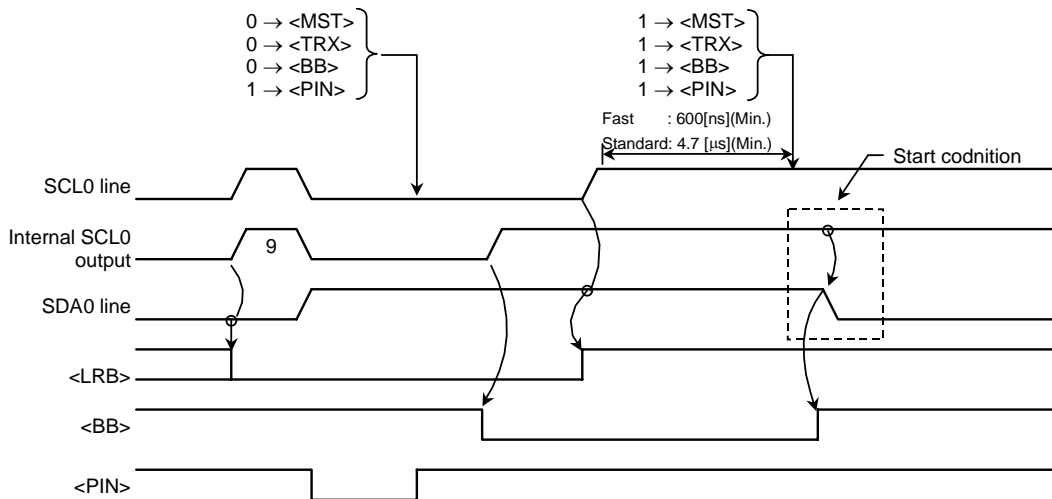 0 → <MST>
0 → <TRX>
0 → <BB>
1 → <PIN>
1 → <MST>
1 → <TRX>
1 → <BB>
1 → <PIN>
Fast : 600[ns](Min.)
Standard: 4.7 [μs](Min.)
Start codnition
SCL0 line
Internal SCL0
output
9
SDA0 line
<LRB>
<BB>
<PIN>